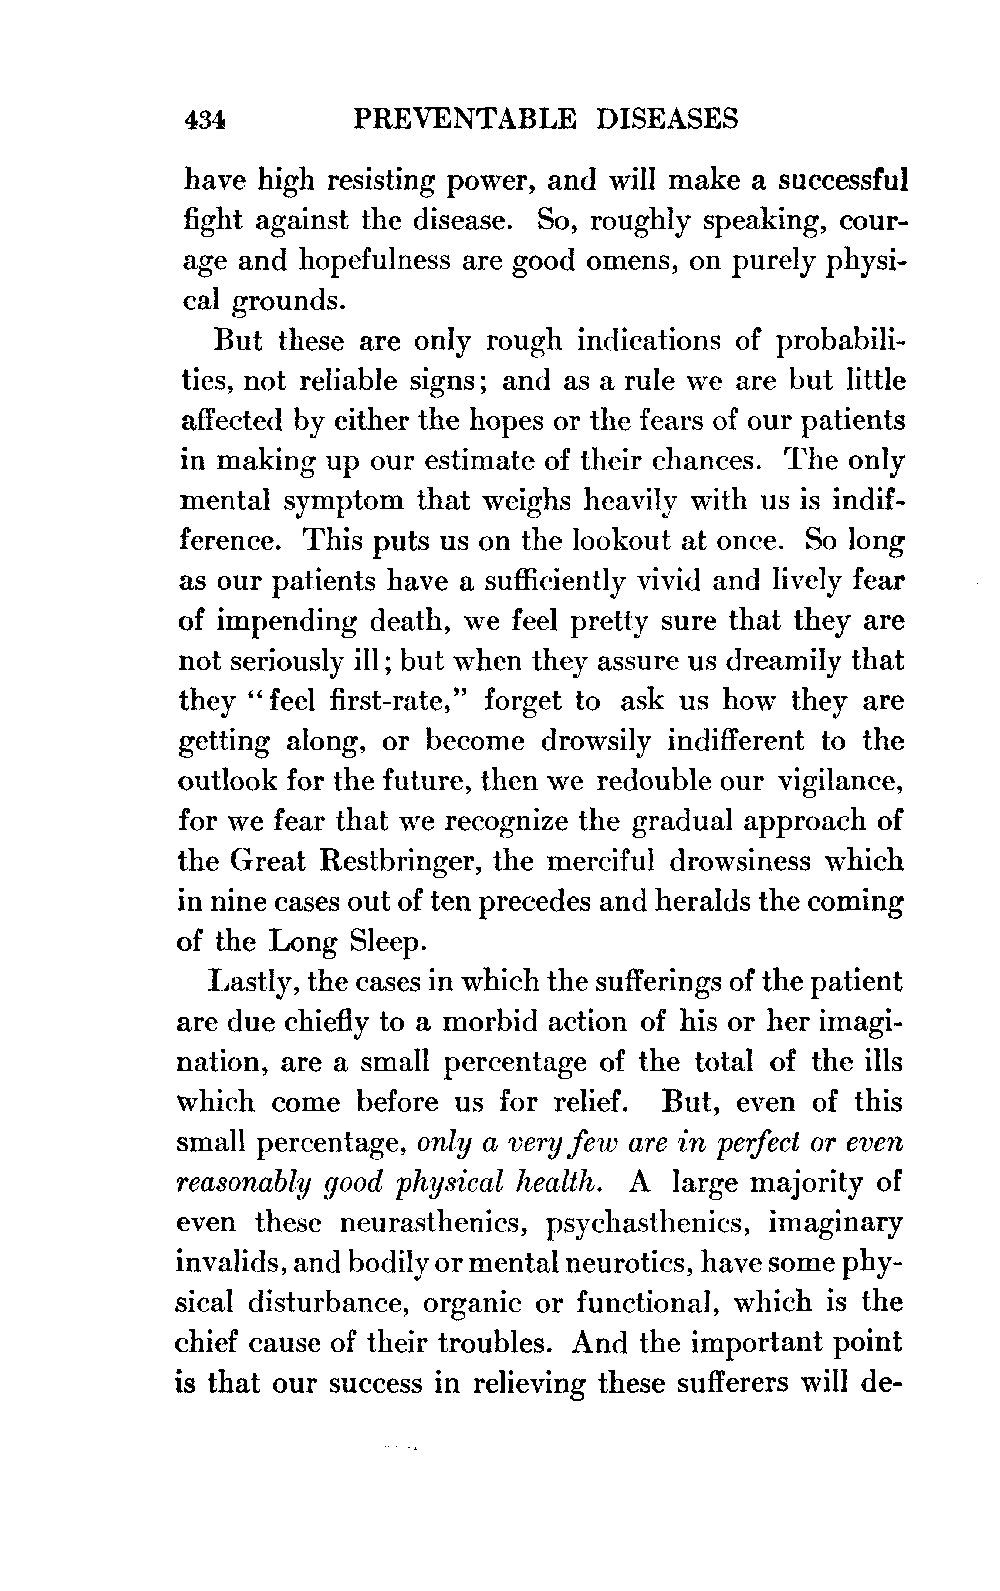 434 PREVENTABLE DISEASES
have high resisting power, and will make a successful
fight against the disease. So, roughly speaking, cour-
age and hopefulness are good omens, on purely physi-
cal grounds.
But these are only rough indications of probabili-
ties, not reliable signs; and as a rule we are but little
affected by either the hopes or the fears of our patients
in making up our estimate of their chances. The only
mental symptom that weighs heavily with us is indif-
ference. This puts us on the lookout at once. So long
as our patients have a sufficiently vivid and lively fear
of impending death, we feel pretty sure that they are
not seriously ill; but when they assure us dreamily that
they "feel first-rate," forget to ask us how they are
getting along, or become drowsily indifferent to the
outlook for the future, then we redouble our vigilance,
for we fear that we recognize the gradual approach of
the Great Restbringer, the merciful drowsiness which
in nine cases out of ten precedes and heralds the coming
of the Long Sleep.
Lastly, the cases in which the sufferings of the patient
are due chiefly to a morbid action of his or her imagi-
nation, are a small percentage of the total of the ills
which come before us for relief. But, even of this
small percentage, only a very few are in perfect or even
reasonably good physical health. A large majority of
even these neurasthenics, psychasthenics, imaginary
invalids, and bodily or mental neurotics, have some phy-
sical disturbance, organic or functional, which is the
chief cause of their troubles. And the important point
is that our success in relieving these sufferers will de-